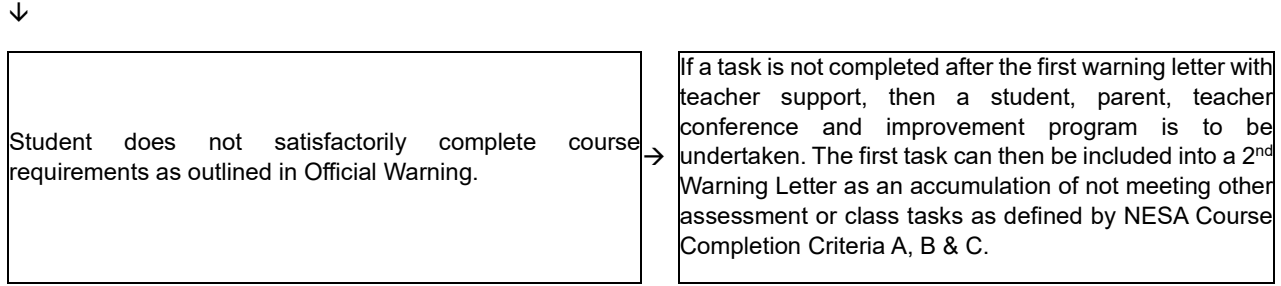 ↓
Student does not satisfactorily complete course
requirements as outlined in Official Warning.
→
If a task is not completed after the first warning letter with
teacher support, then a student, parent, teacher
conference and improvement program is to be
undertaken. The first task can then be included into a 2nd
Warning Letter as an accumulation of not meeting other
assessment or class tasks as defined by NESA Course
Completion Criteria A, B & C.